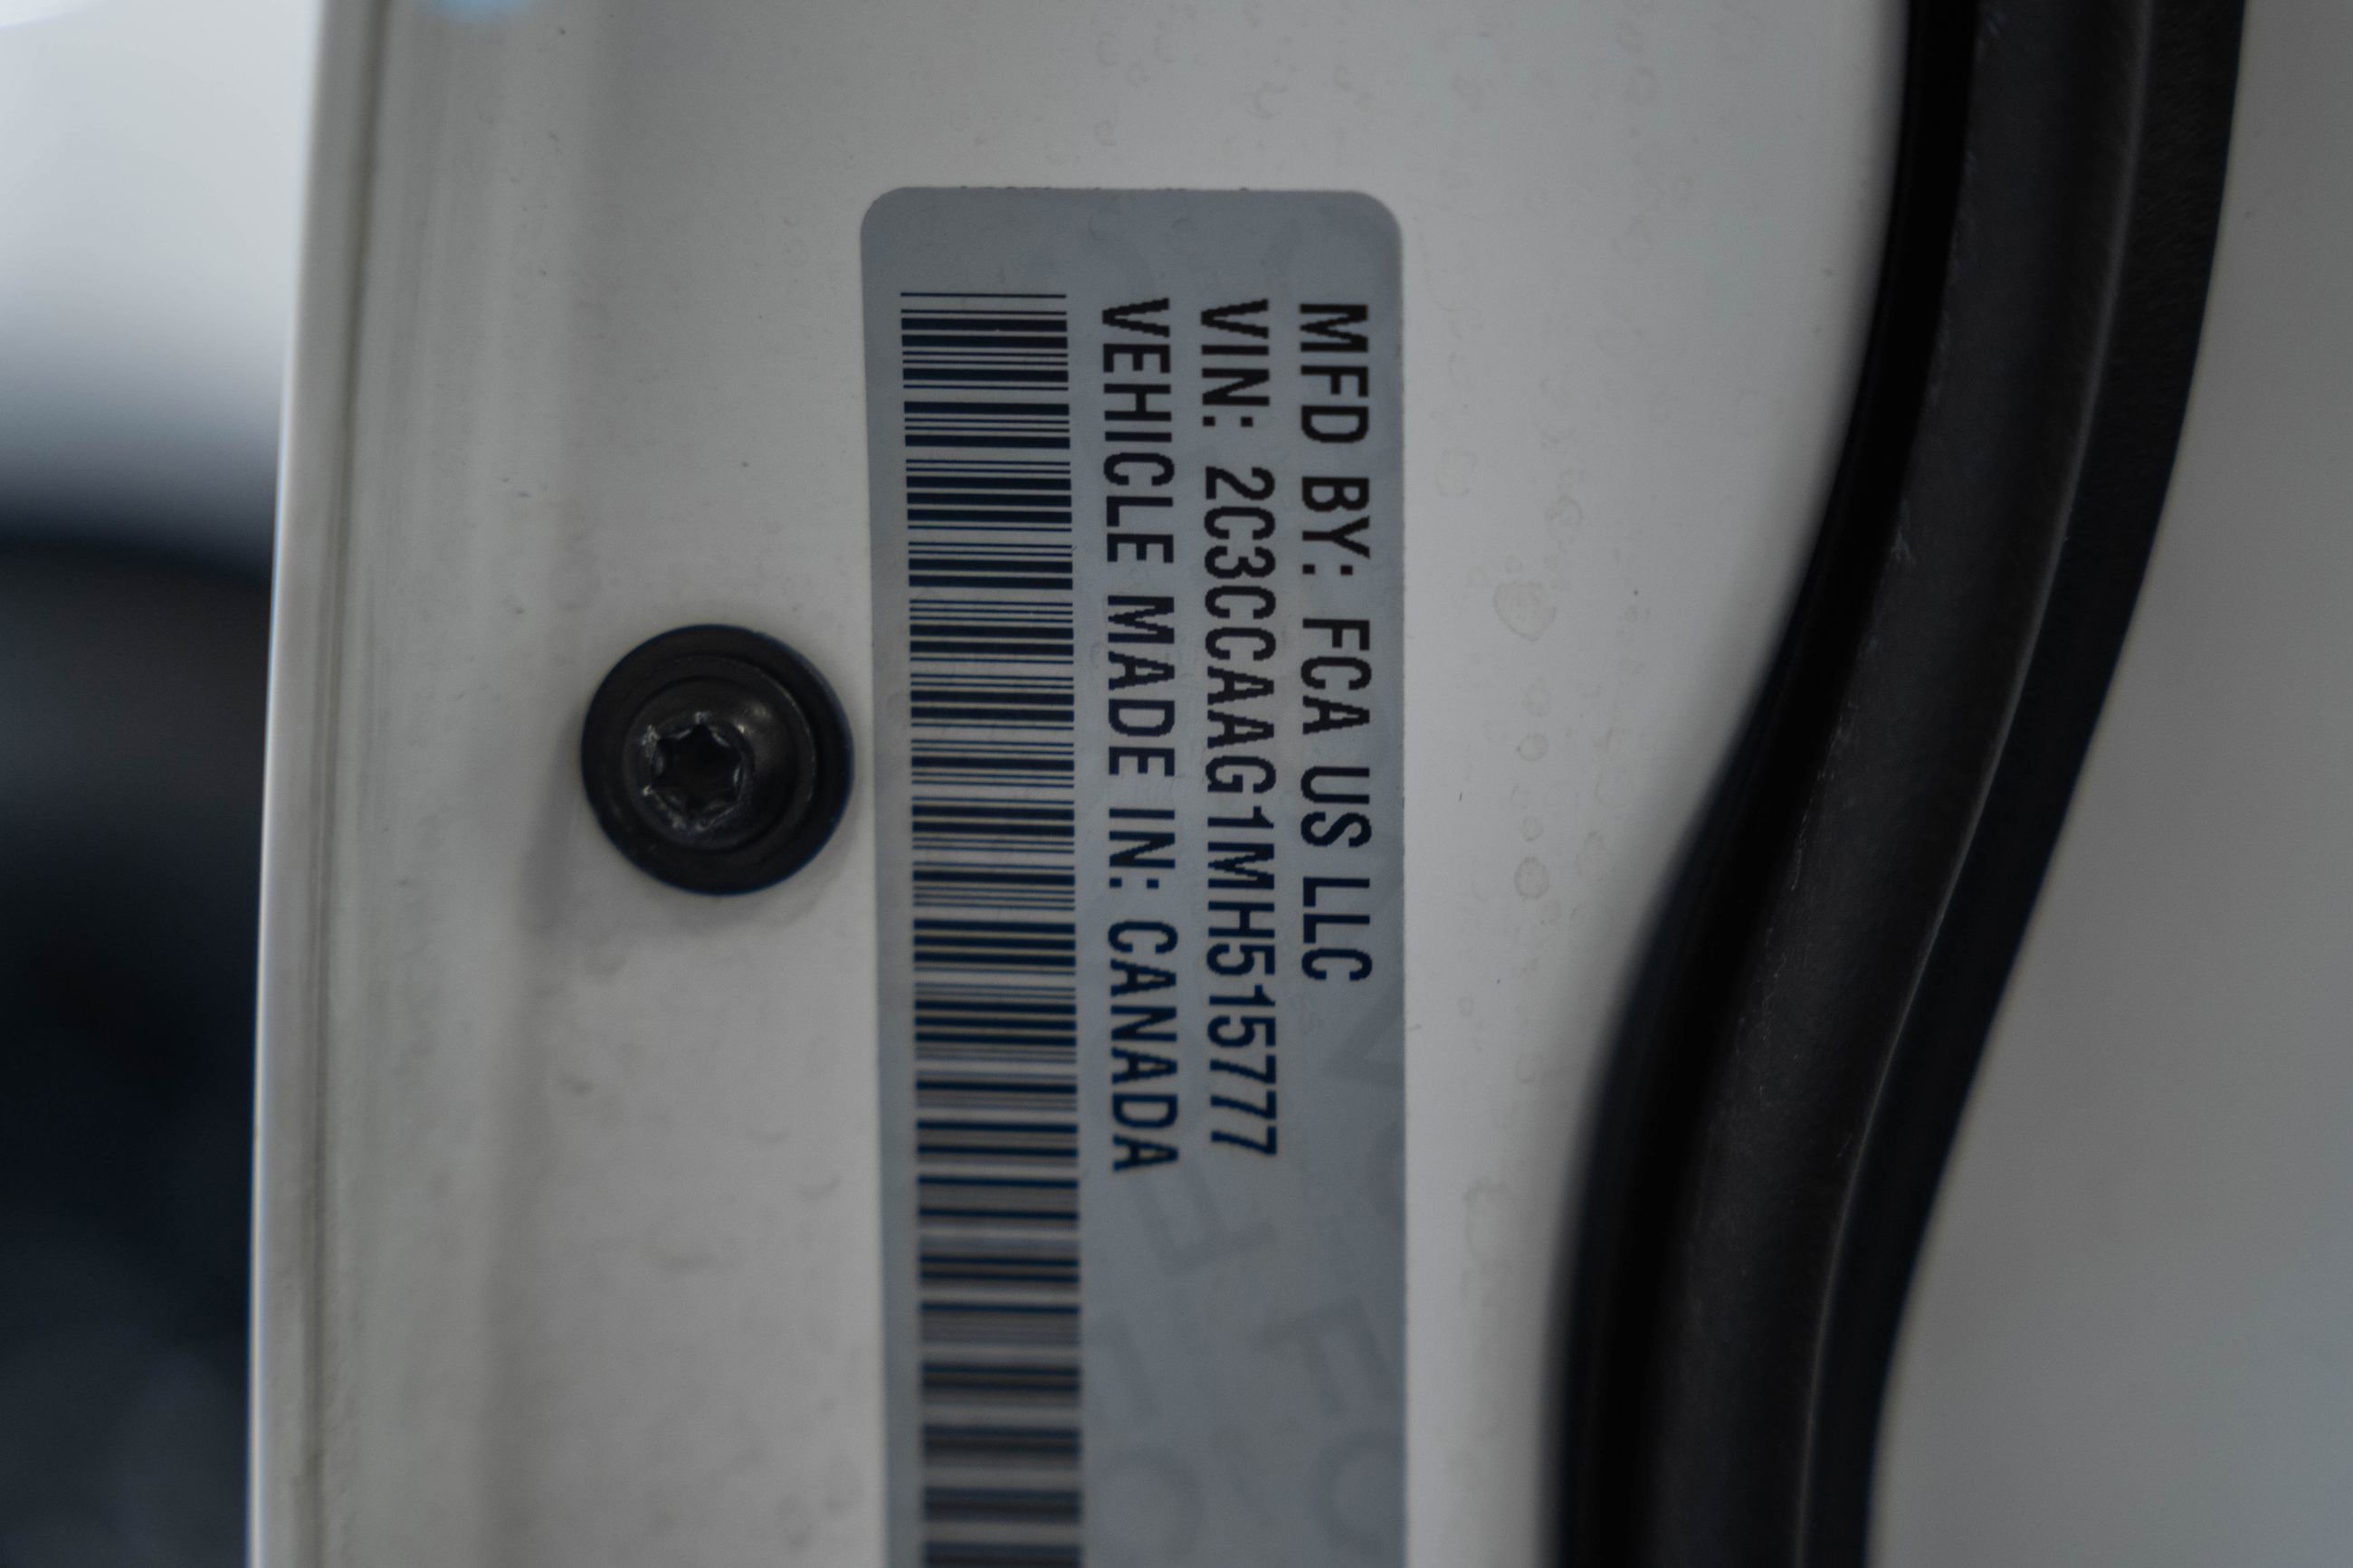 MFD BY: FCA US LLC
VIN: 2C3CCAAG1MH515777
VEHICLE MADE IN: CANADA